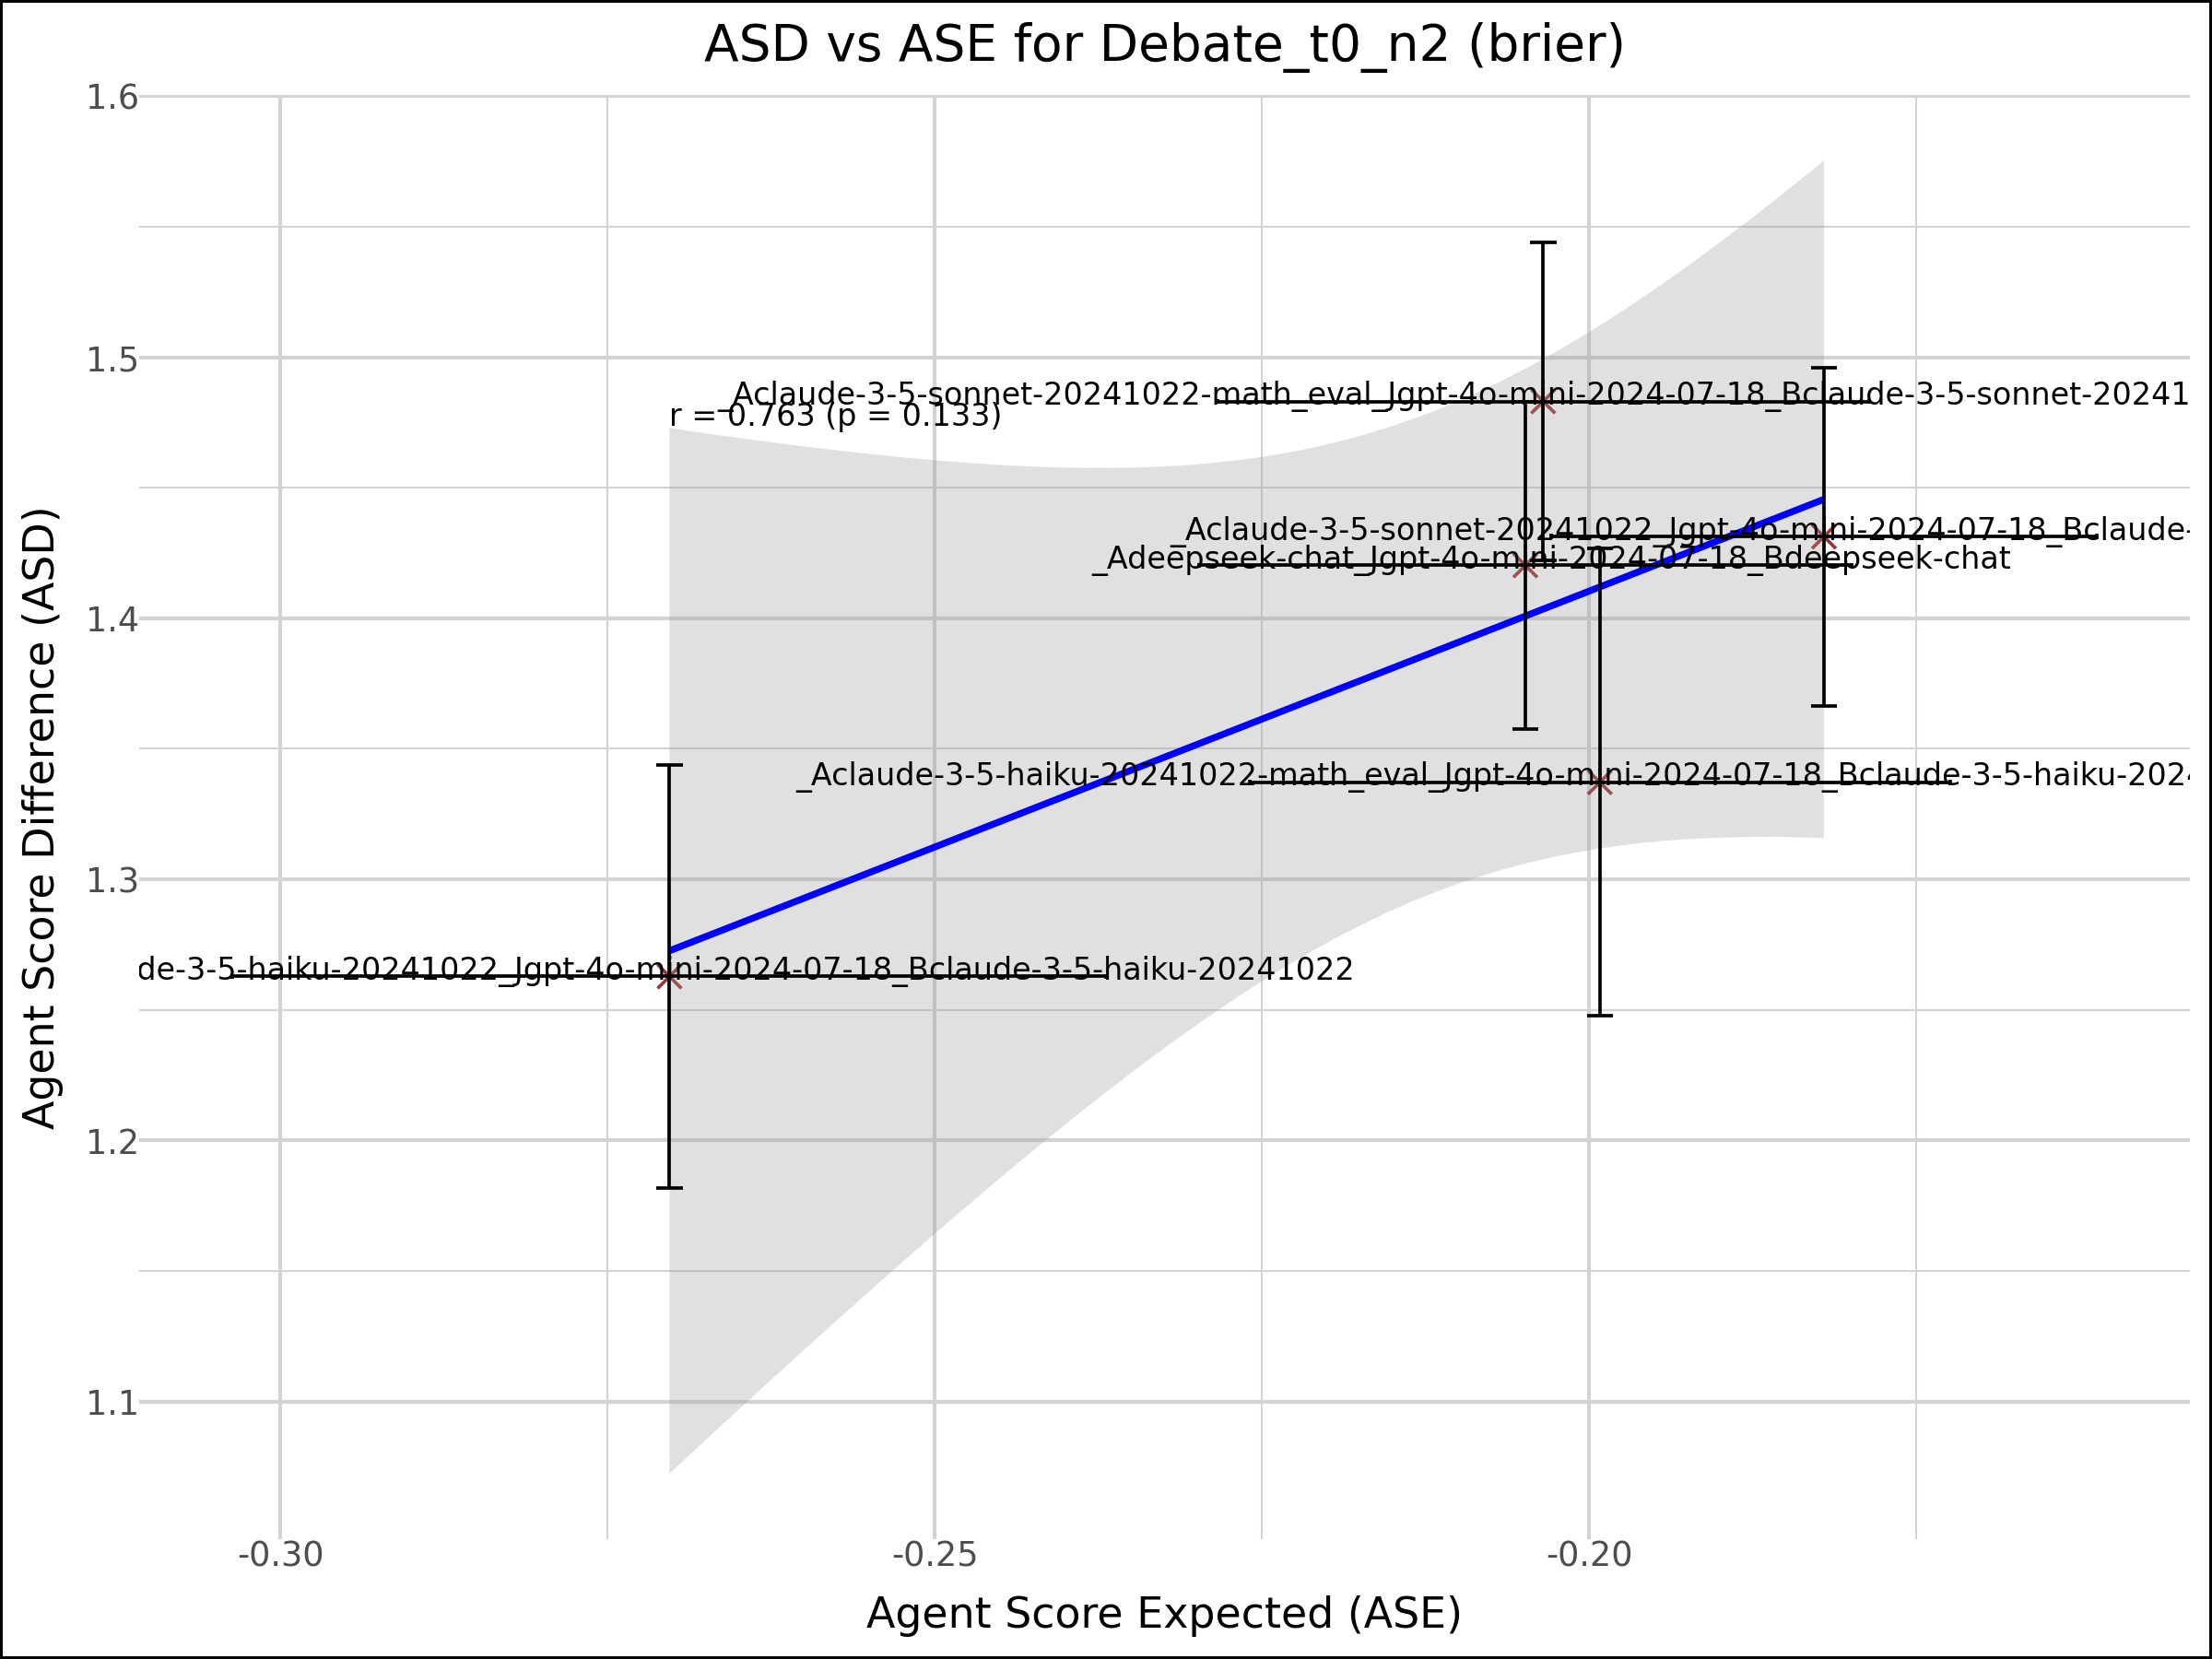 ASD vs ASE for Debate_t0_n2 (brier)
1.6
1.5
_Aclaude-3-5-sonnet-20241022-math_eval_Jgpt-4o-mini-2024-07-18_Bclaude-3-5-sonnet-20241
r = 0.763 (p = 0.133)
_Aclaude-3-5-sonnet-20241022_Jgpt-4o-mini-2024-07-18_Bclaude-
_Adeepseek-chat_Jgpt-4o-mini-2024-07-18_Bdeepseek-chat
1.4
_Aclaude-3-5-haiku-20241022-math_eval_Jgpt-4o-mini-2024-07-18_Bclaude-3-5-haiku-2024
1.3
de-3-5-haiku-20241022_Jgpt-4o-mini-2024-07-18_Bclaude-3-5-haiku-20241022
1.2
1.1
Agent Score Difference (ASD)
-0.30
-0.25
-0.20
Agent Score Expected (ASE)